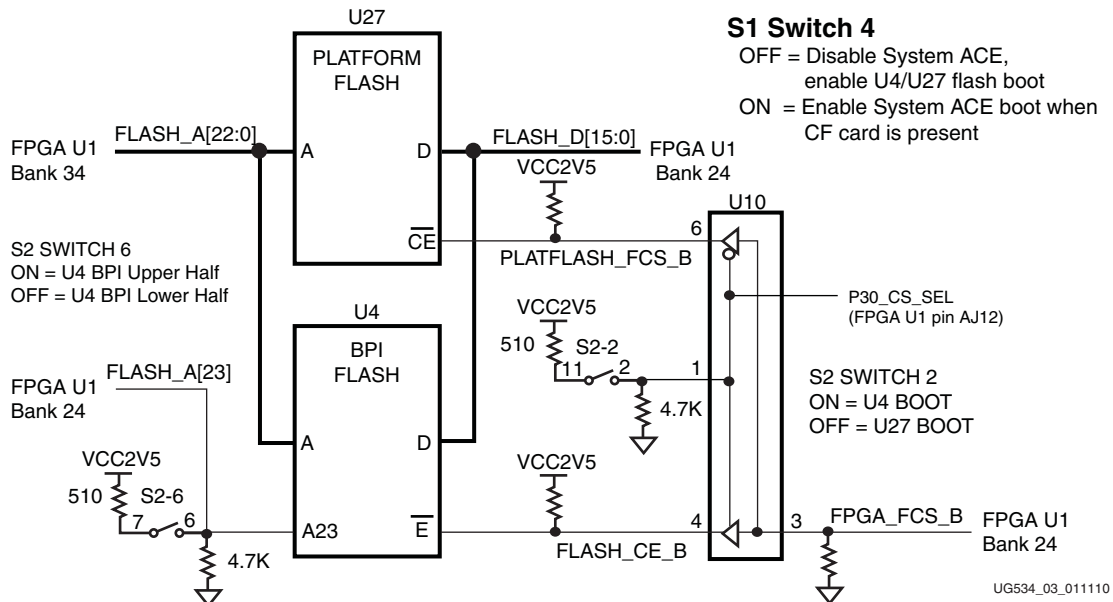 U27
PLATFORM
FLASH
A
D
CE
FLASH_A[22:0]
FPGA U1
Bank 34
FLASH_D[15:0]
FPGA U1
Bank 24
S1 Switch 4
OFF = Disable System ACE,
enable U4/U27 flash boot
ON = Enable System ACE boot when
CF card is present
VCC2V5
U10
6
PLATFLASH_FCS_B
S2 SWITCH 6
ON = U4 BPI Upper Half
OFF = U4 BPI Lower Half
P30_CS_SEL
(FPGA U1 pin AJ12)
U4
BPI
FLASH
A
D
A23
E
VCC2V5
510
S2-2
11
2
1
4.7K
S2 SWITCH 2
ON = U4 BOOT
OFF = U27 BOOT
FPGA U1
Bank 24
FLASH_A[23]
VCC2V5
510
S2-6
7
6
4.7K
VCC2V5
4
FLASH_CE_B
3
FPGA_FCS_B
FPGA U1
Bank 24
UG534_03_011110